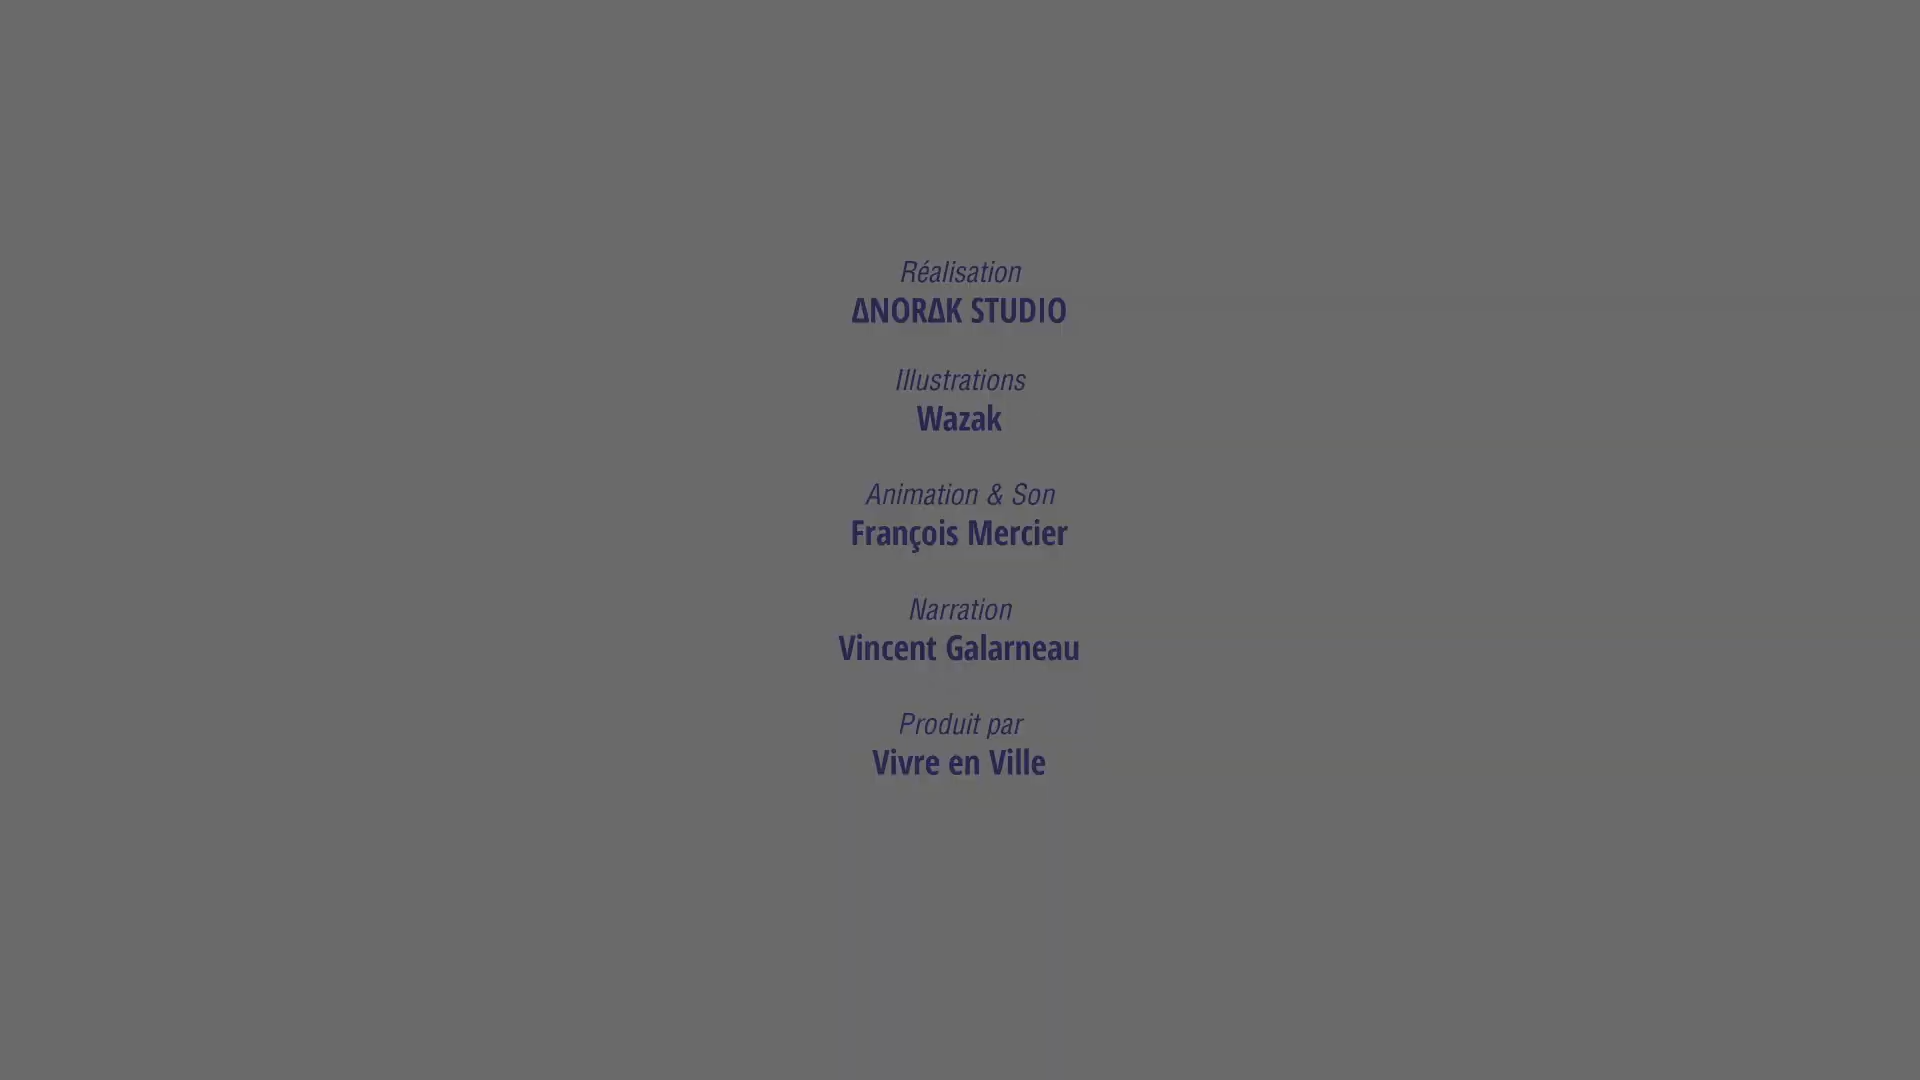 Réalisation
ΔNORΔK STUDIO
Illustrations
Wazak
Animation & Son
François Mercier
Narration
Vincent Galarneau
Produit par
Vivre en Ville